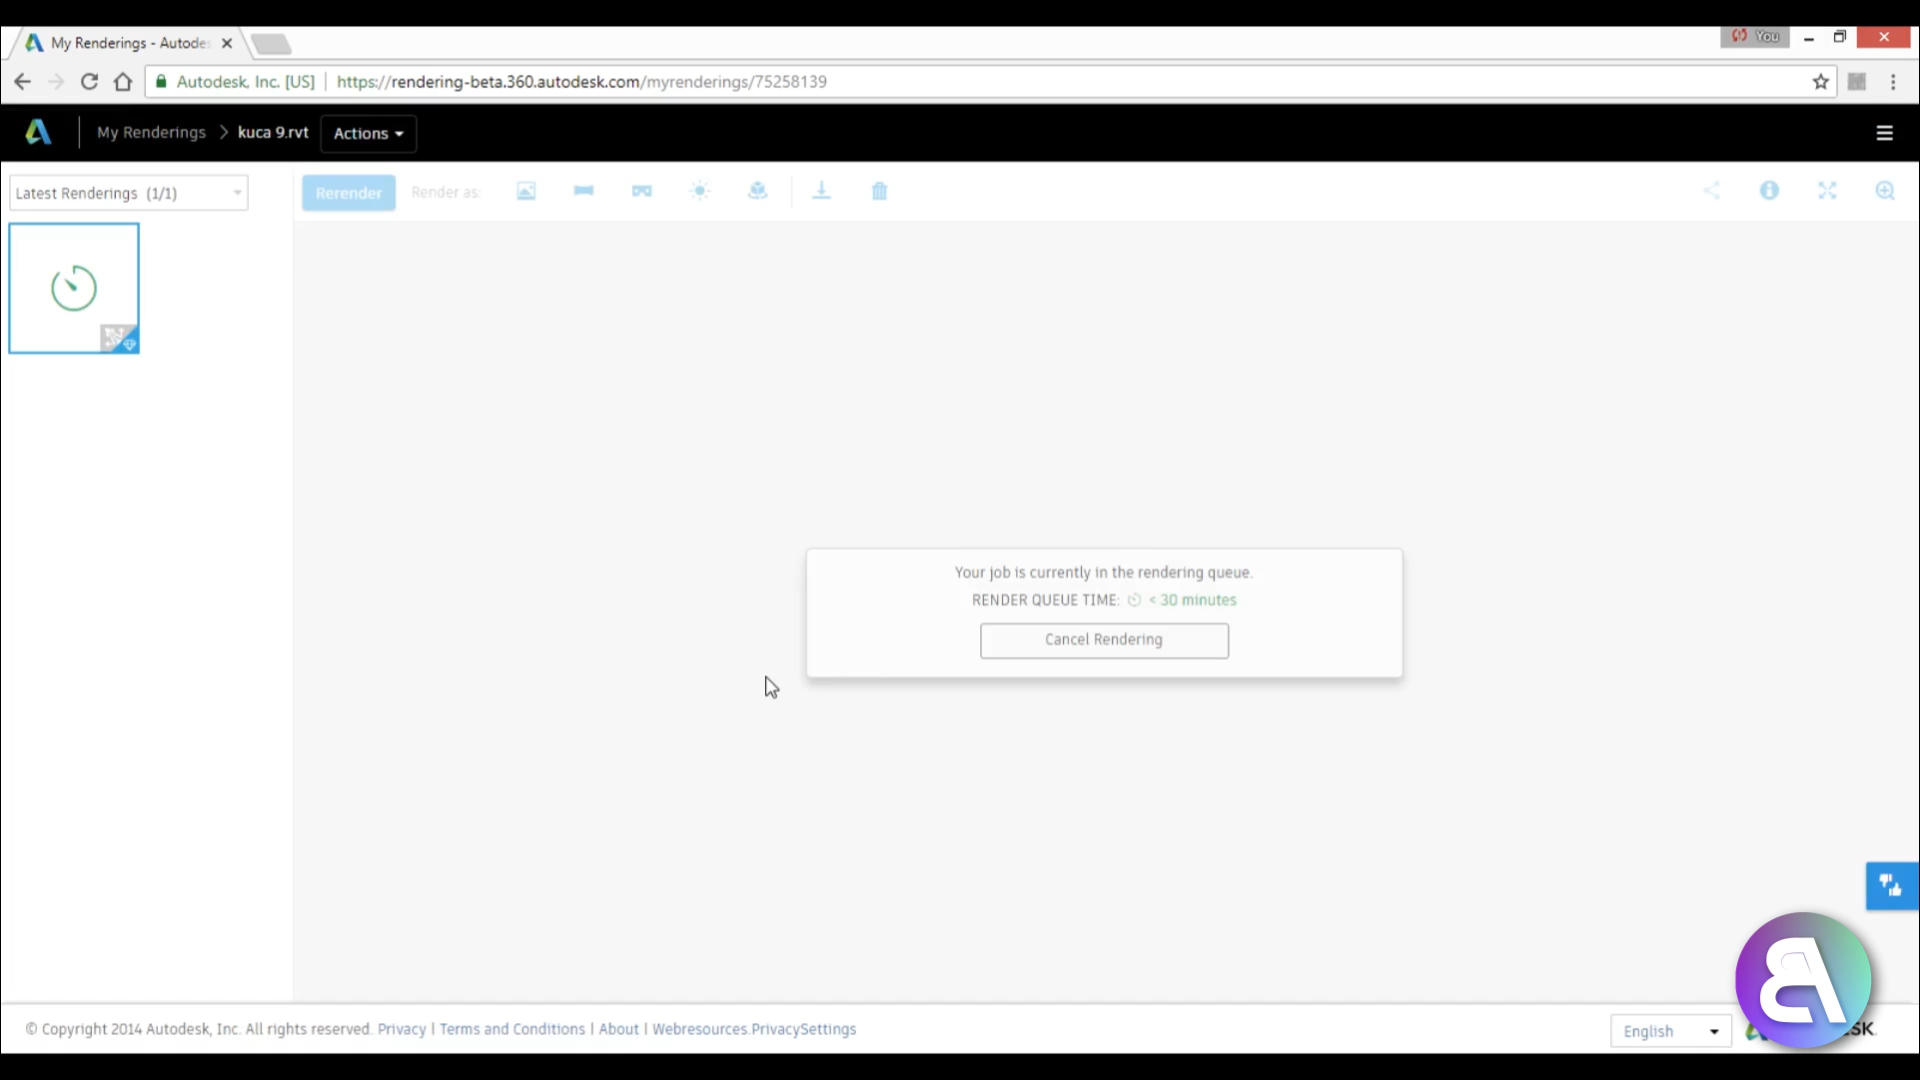 My Renderings - Autodes
You
Autodesk, Inc. [US] | https://rendering-beta.360.autodesk.com/myrenderings/75258139
My Renderings > kuca 9.rvt Actions
Latest Renderings (1/1)
Rerender Render as:
Your job is currently in the rendering queue.
RENDER QUEUE TIME: < 30 minutes
Cancel Rendering
© Copyright 2014 Autodesk, Inc. All rights reserved. Privacy | Terms and Conditions | About | Webresources.PrivacySettings
English
SK.